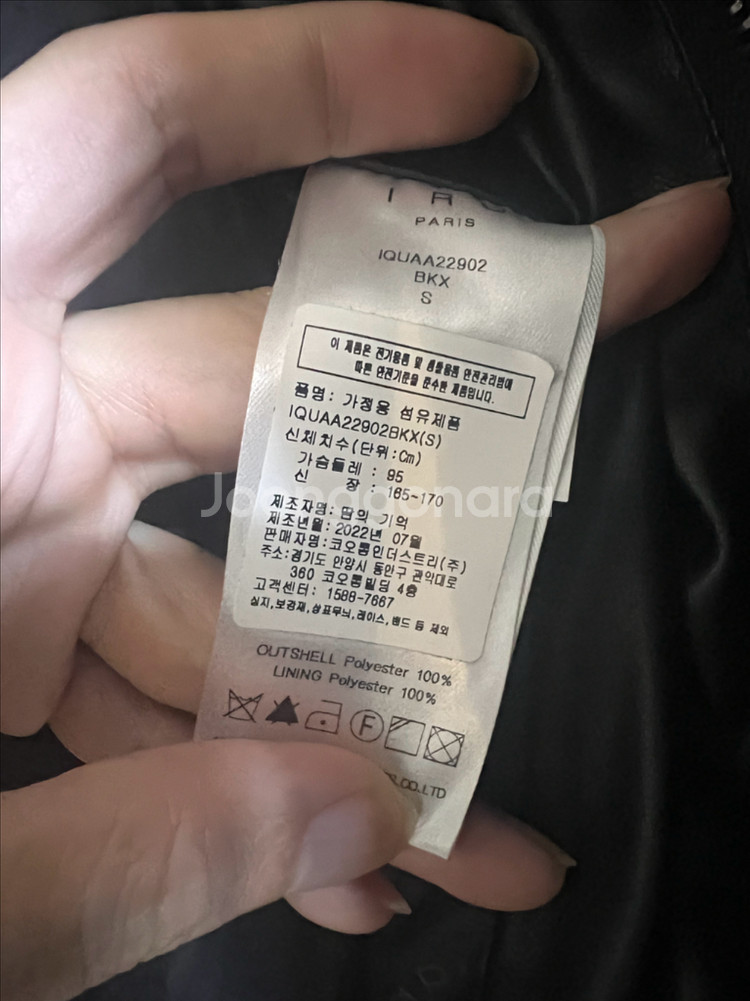 PARIS
IQUAA22902
BKX
S
이 제품은 전기용품 및 생활용품 안전관리법에
따른 안전기준을 준수한 제품입니다.
품명: 가정용 섬유제품
IQUAA22902BKX(S)
신체치수(단위:Cm)
가슴둘레 : 95
신 장 : 165-170
Joonggonara
제조자명: 땀의 기억
제조년월: 2022년 07월
판매자명:코오롱인더스트리(주)
주소:경기도 안양시 동안구 관악대로
360 코오롱빌딩 4층
고객센터: 1588-7667
심지,보강재,상표무늬,레이스,밴드 등 제외
OUTSHELL Polyester 100%
LINING Polyester 100%
F
CO.,LTD